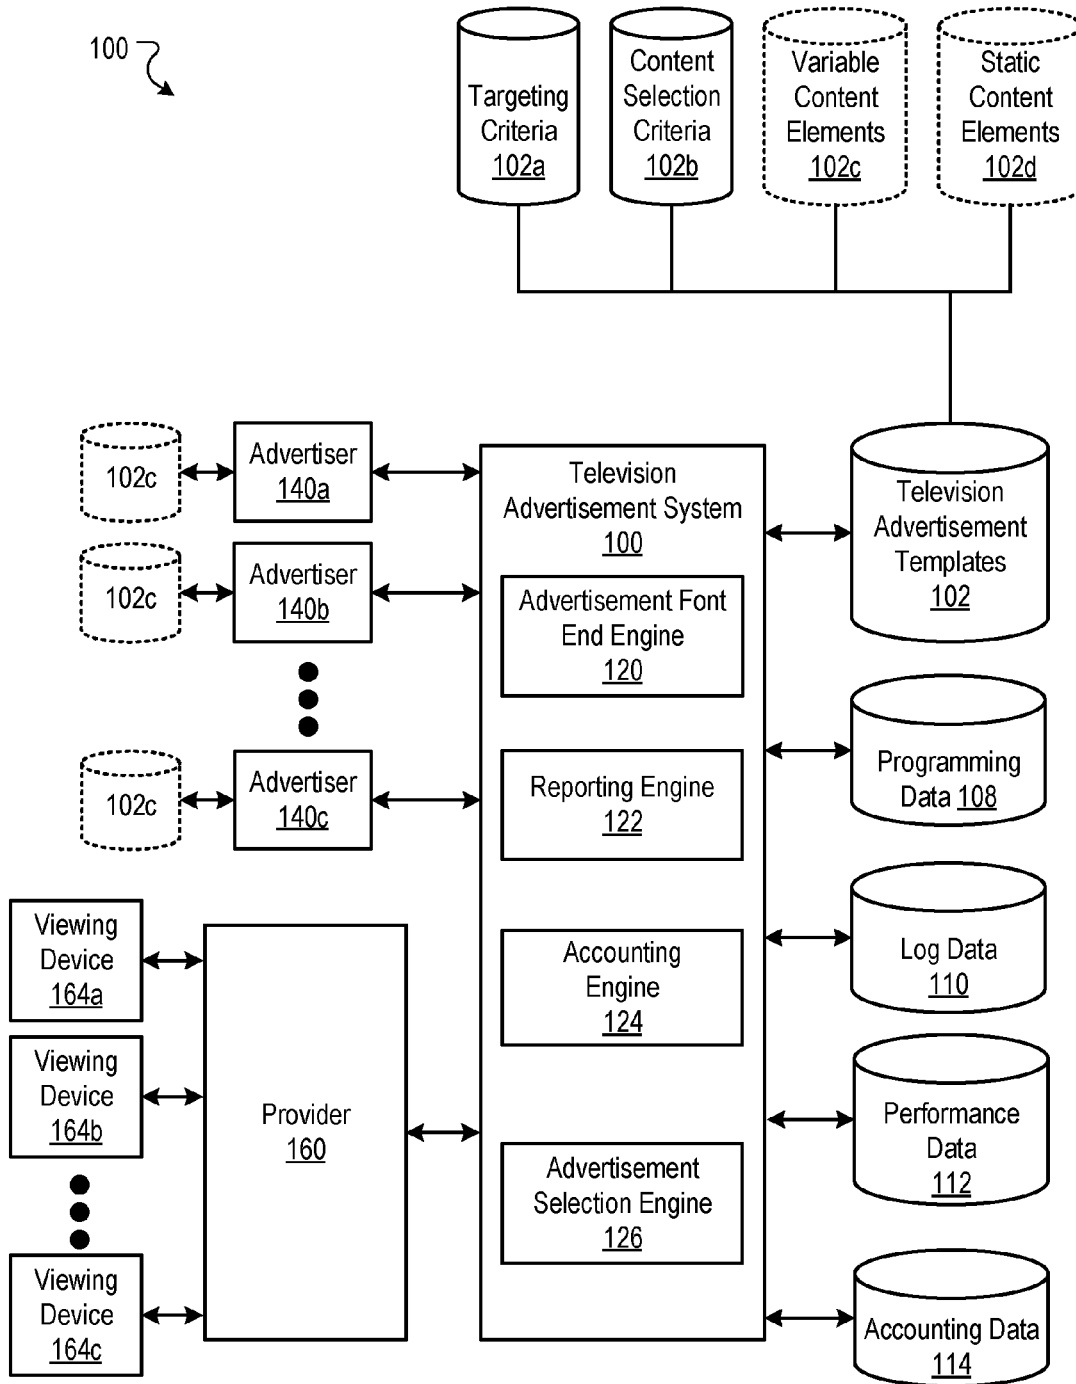 100
Targeting
Criteria
102a
Content
Selection
Criteria
102b
Variable
Content
Elements
102c
Static
Content
Elements
102d
102c
Advertiser
140a
102c
Advertiser
140b
102c
Advertiser
140c
Television
Advertisement System
100
Advertisement Font
End Engine
120
Reporting Engine
122
Accounting
Engine
124
Advertisement
Selection Engine
126
Television
Advertisement
Templates
102
Programming
Data 108
Log Data
110
Performance
Data
112
Accounting Data
114
Viewing
Device
164a
Viewing
Device
164b
Viewing
Device
164c
Provider
160